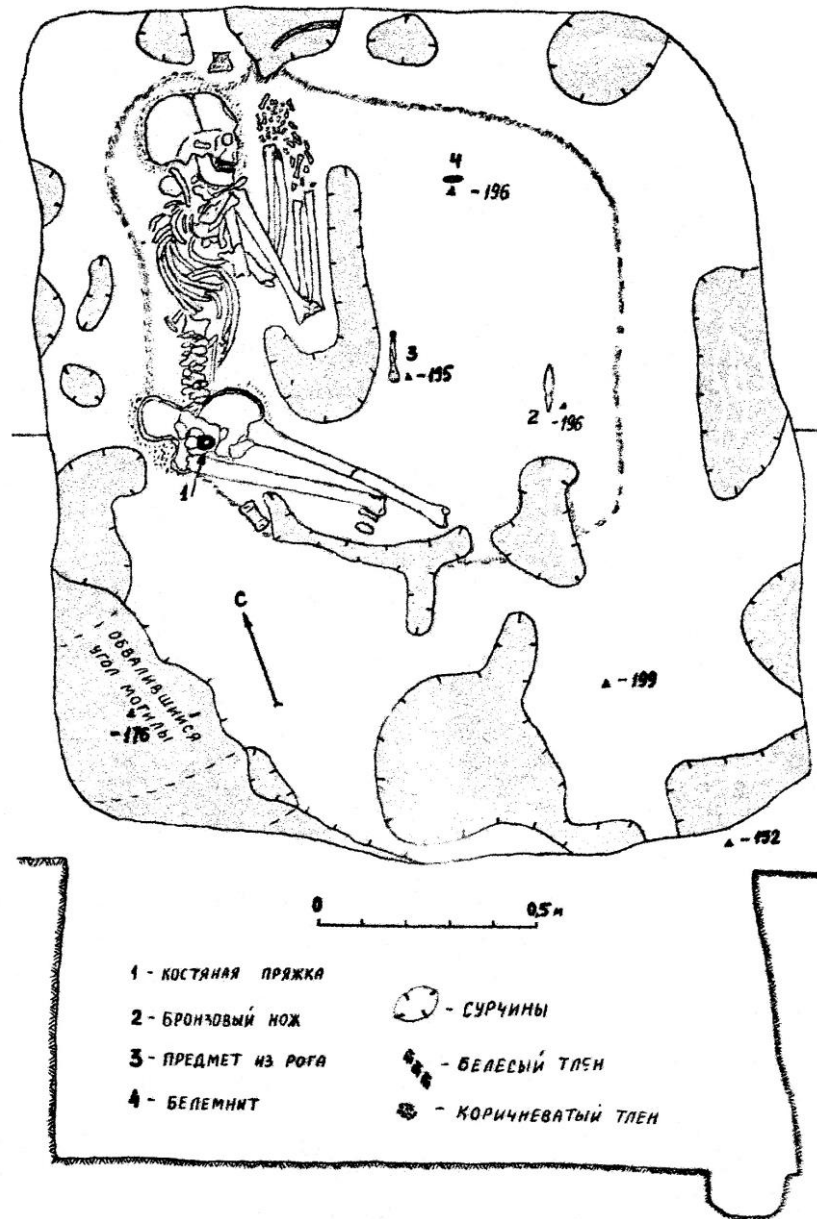 4
-196
3
-195
2
-196
1
С
ОБВАЛИВШИЙСЯ
УГОЛ МОГИЛЫ
-176
-199
-152
0
0,5 м
1 - КОСТЯНАЯ ПРЯЖКА
2 - БРОНЗОВЫЙ НОЖ
3 - ПРЕДМЕТ ИЗ РОГА
4 - БЕЛЕМНИТ
- СУРЧИНЫ
- БЕЛЕСЫЙ ТЛЕН
- КОРИЧНЕВАТЫЙ ТЛЕН